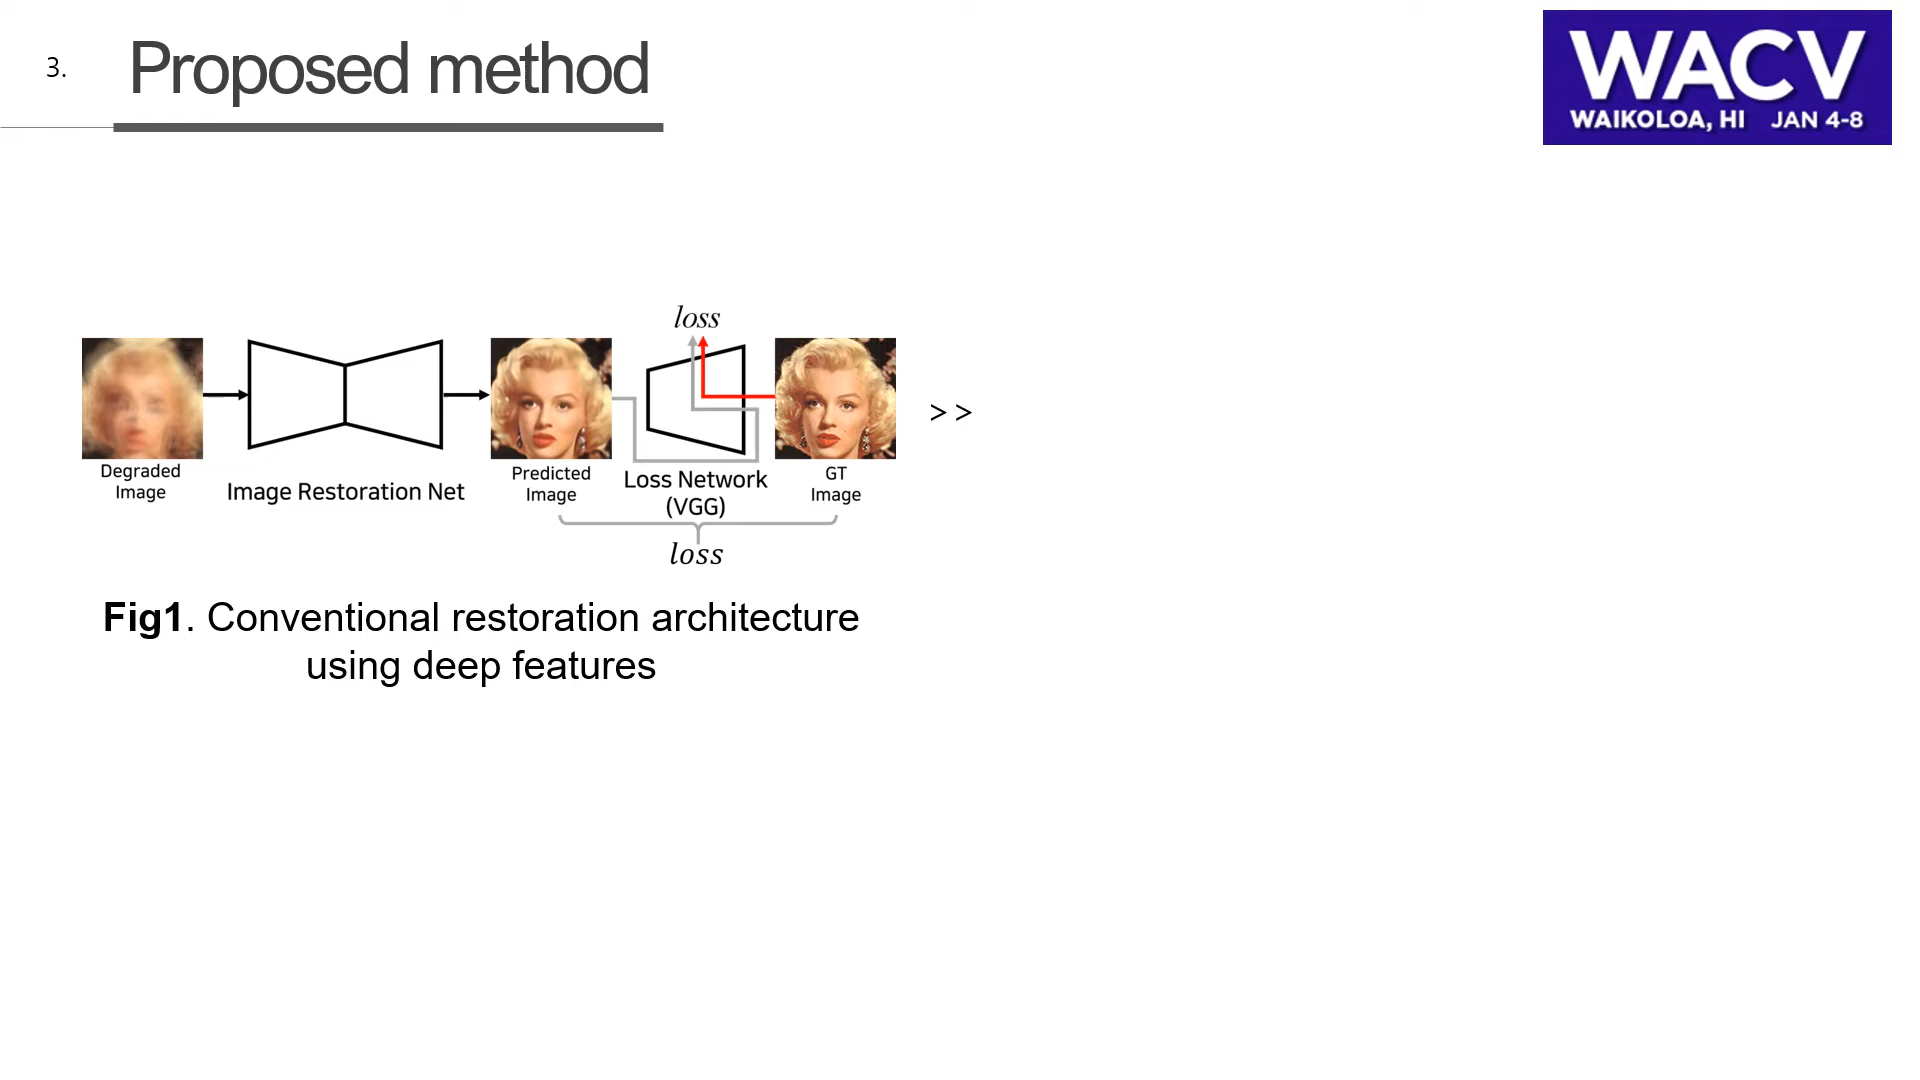 3.
Proposed method
WACV
WAIKOLOA, HI JAN 4-8
loss
Degraded
Image
Image Restoration Net
Predicted
Image
Loss Network
(VGG)
GT
Image
loss
>>
Fig1. Conventional restoration architecture
using deep features